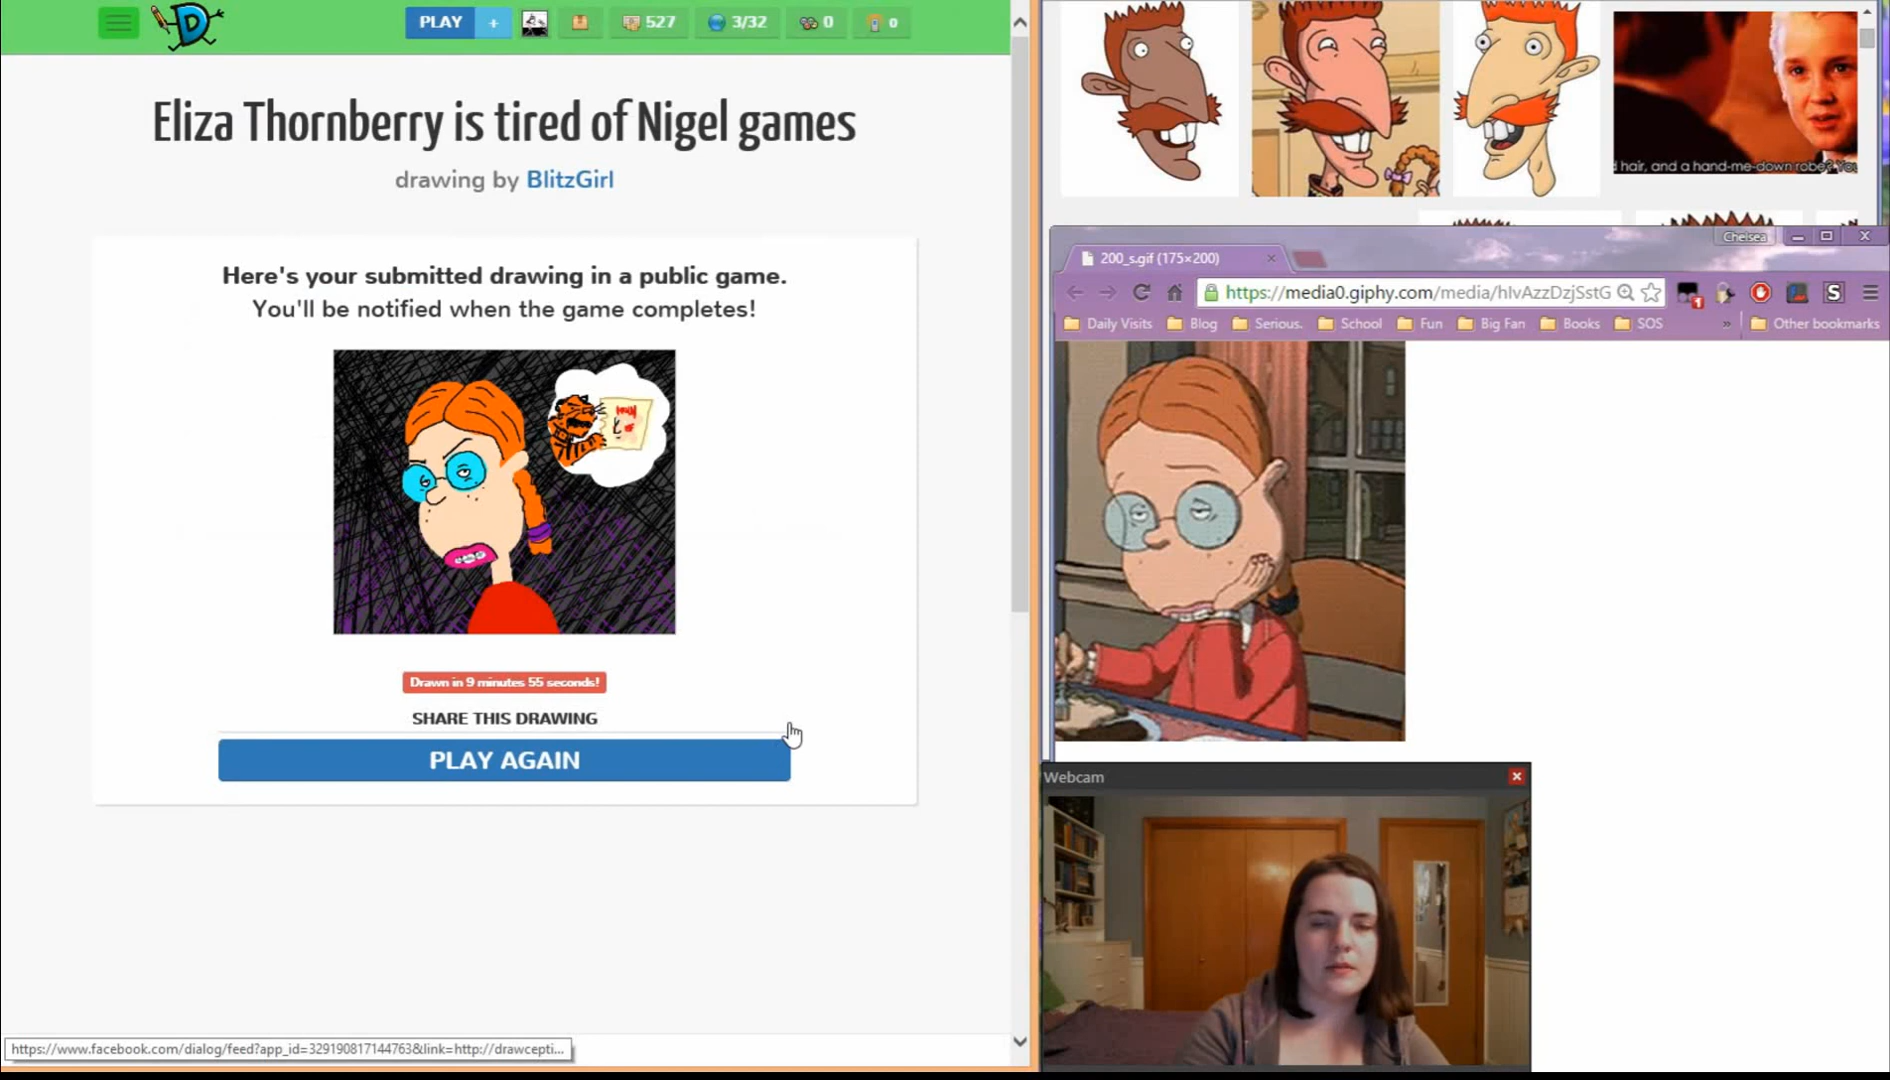 PLAY +
527
3/32
0
0
Eliza Thornberry is tired of Nigel games
drawing by BlitzGirl
Here's your submitted drawing in a public game.
You'll be notified when the game completes!
Drawn in 9 minutes 55 seconds!
SHARE THIS DRAWING
PLAY AGAIN
https://www.facebook.com/dialog/feed?app_id=329190817144763&link=http://drawcepti...
hair, and a hand-me-down robe? You
Chelsea
200_s.gif (175×200)
https://media0.giphy.com/media/hIvAzzDzjSstG
1
S
Daily Visits Blog Serious. School Fun Big Fan Books SOS » Other bookmarks
Webcam